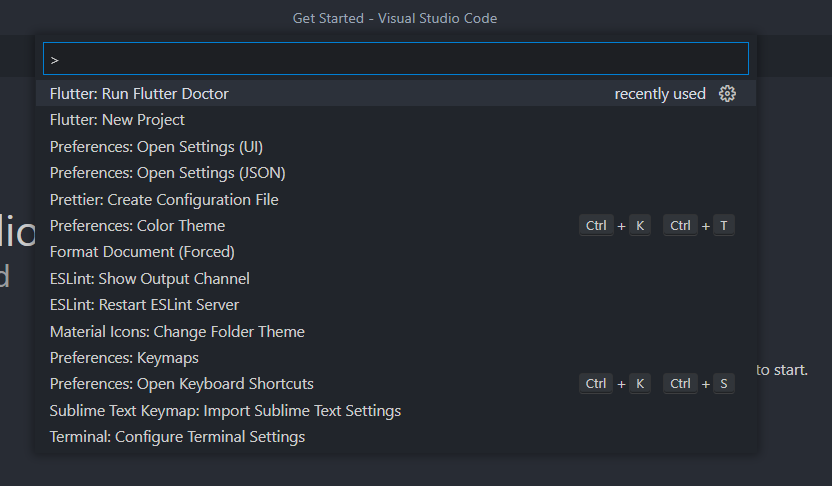 Get Started - Visual Studio Code
>
Flutter: Run Flutter Doctor recently used
Flutter: New Project
Preferences: Open Settings (UI)
Preferences: Open Settings (JSON)
Prettier: Create Configuration File
Preferences: Color Theme Ctrl + K Ctrl + T
Format Document (Forced)
ESLint: Show Output Channel
ESLint: Restart ESLint Server
Material Icons: Change Folder Theme
Preferences: Keymaps
Preferences: Open Keyboard Shortcuts Ctrl + K Ctrl + S
Sublime Text Keymap: Import Sublime Text Settings
Terminal: Configure Terminal Settings
dio
d
to start.